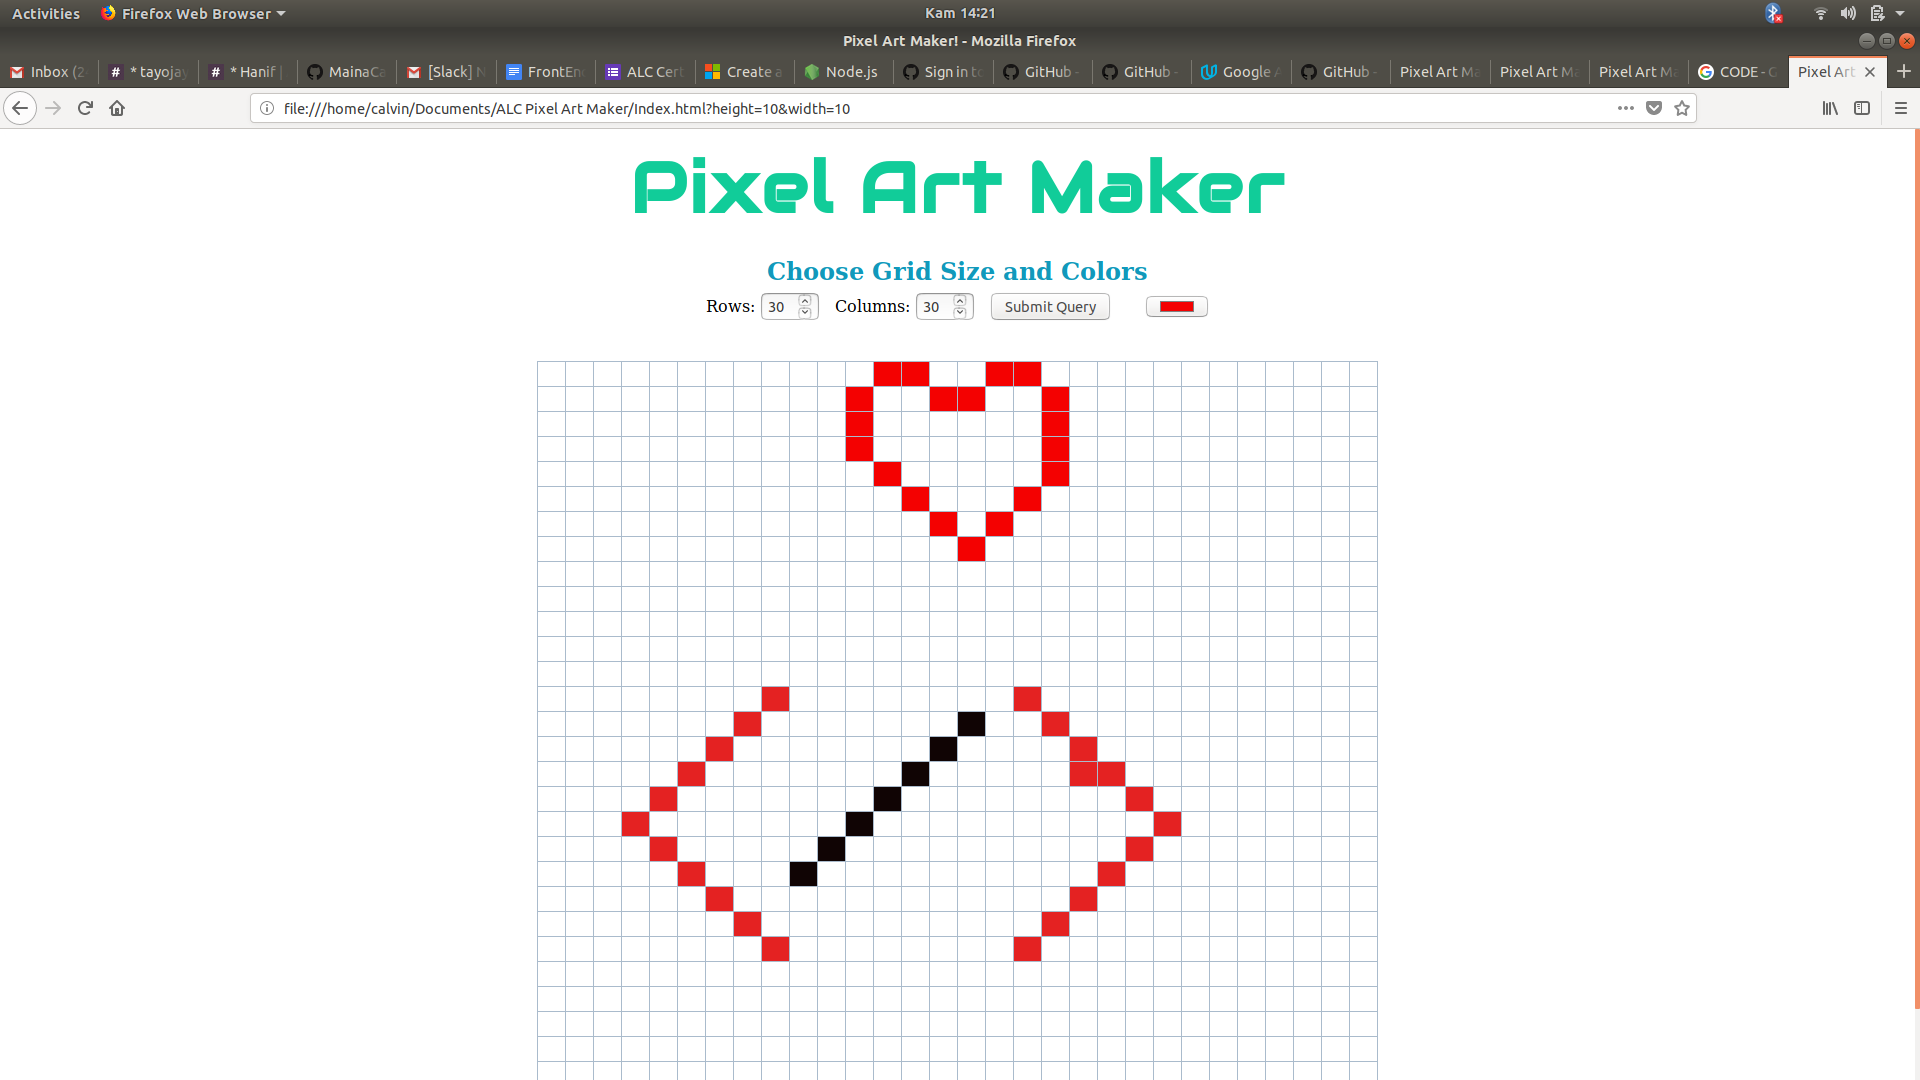 Activities Firefox Web Browser Kam 14:21
Pixel Art Maker! - Mozilla Firefox
Inbox (2 * tayojay * Hanif | MainaCa [Slack] N FrontEn ALC Cert Create a Node.js Sign in to GitHub - GitHub - Google A GitHub - Pixel Art Ma Pixel Art Ma Pixel Art Ma CODE - G Pixel Art
file:///home/calvin/Documents/ALC Pixel Art Maker/Index.html?height=10&width=10
Pixel Art Maker
Choose Grid Size and Colors
Rows: 30 Columns: 30 Submit Query